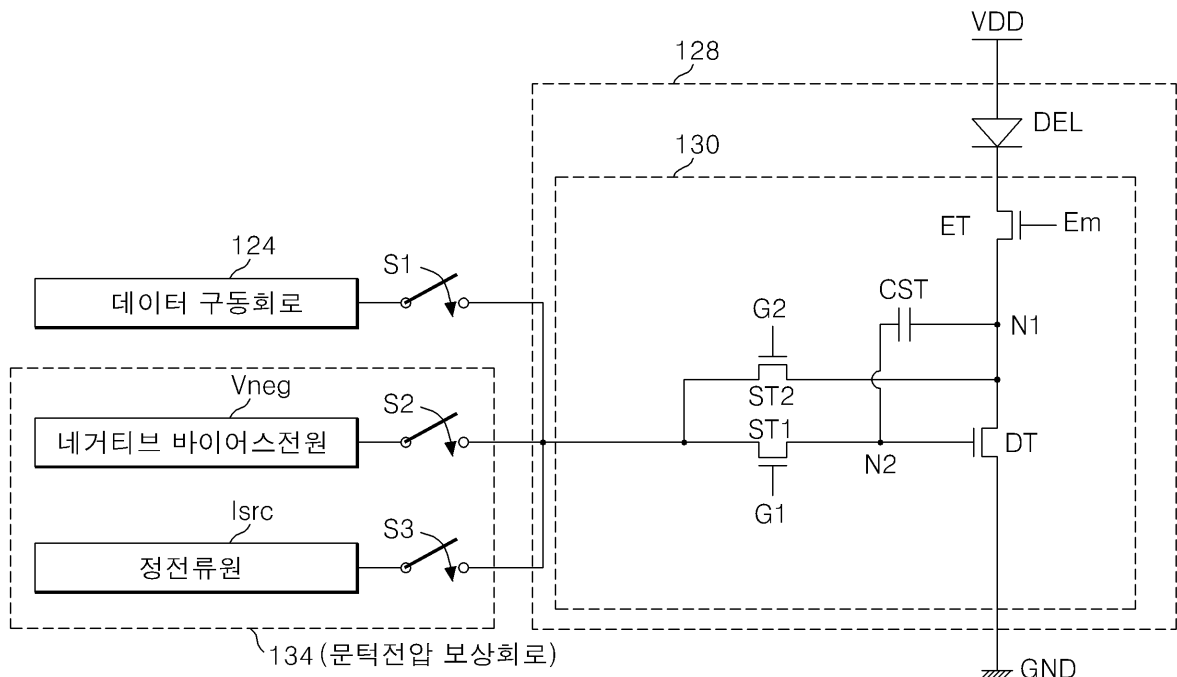 VDD
128
DEL
130
ET
Em
124
S1
데이터 구동회로
CST
G2
N1
Vneg
S2
ST2
네거티브 바이어스전원
ST1
N2
DT
G1
Isrc
S3
정전류원
134 (문턱전압 보상회로)
GND